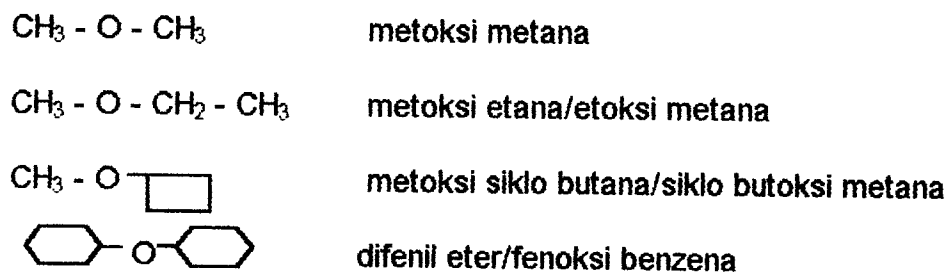 CH₃ - O - CH₃ metoksi metana
CH₃ - O - CH₂ - CH₃ metoksi etana/etoksi metana
CH₃ - O metoksi siklo butana/siklo butoksi metana
O difenil eter/fenoksi benzena